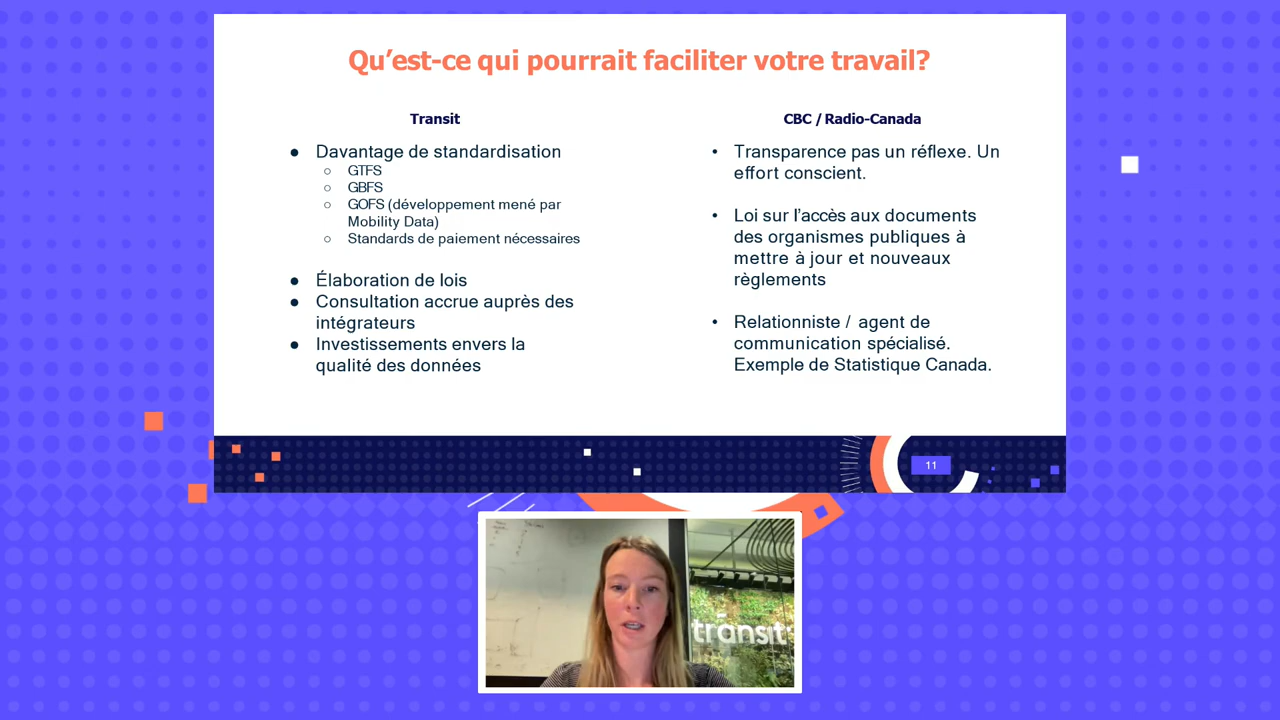 Qu'est-ce qui pourrait faciliter votre travail?
Transit
● Davantage de standardisation
○ GTFS
○ GBFS
○ GOFS (développement mené par
Mobility Data)
○ Standards de paiement nécessaires
● Élaboration de lois
● Consultation accrue auprès des
intégrateurs
● Investissements envers la
qualité des données
CBC / Radio-Canada
• Transparence pas un réflexe. Un
effort conscient.
• Loi sur l'accès aux documents
des organismes publiques à
mettre à jour et nouveaux
règlements
• Relationniste / agent de
communication spécialisé.
Exemple de Statistique Canada.
11
transit